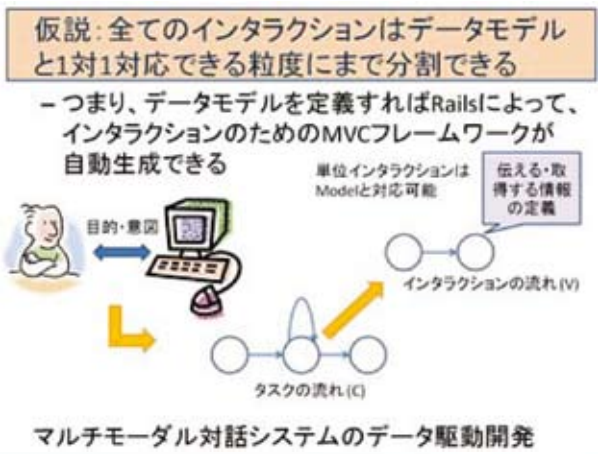 仮説：全てのインタラクションはデータモデル
と1対1対応できる粒度にまで分割できる
– つまり、データモデルを定義すればRailsによって、
インタラクションのためのMVCフレームワークが
自動生成できる
単位インタラクションは
Modelと対応可能
伝える・取
得する情報
の定義
目的・意図
インタラクションの流れ(V)
タスクの流れ(C)
マルチモーダル対話システムのデータ駆動開発